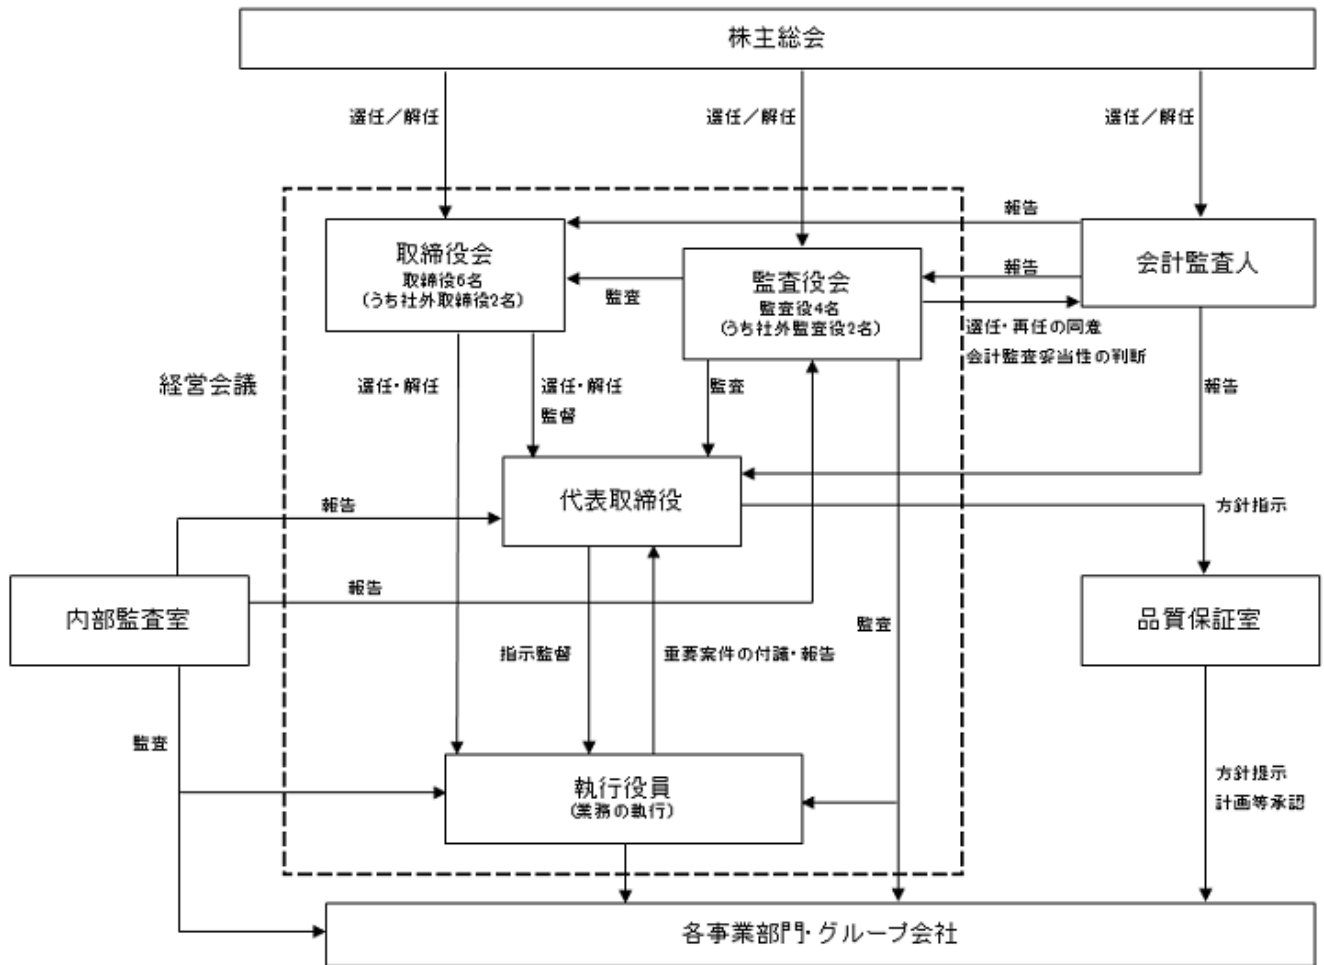 株主総会
選任／解任
選任／解任
選任／解任
取締役会
取締役6名
(うち社外取締役2名)
監査
監査役会
監査役4名
(うち社外監査役2名)
報告
報告
会計監査人
選任・再任の同意
会計監査妥当性の判断
経営会議
選任・解任
選任・解任
監督
監査
報告
代表取締役
報告
方針指示
内部監査室
報告
品質保証室
監査
指示監督
重要案件の付議・報告
監査
執行役員
(業務の執行)
方針提示
計画等承認
各事業部門・グループ会社